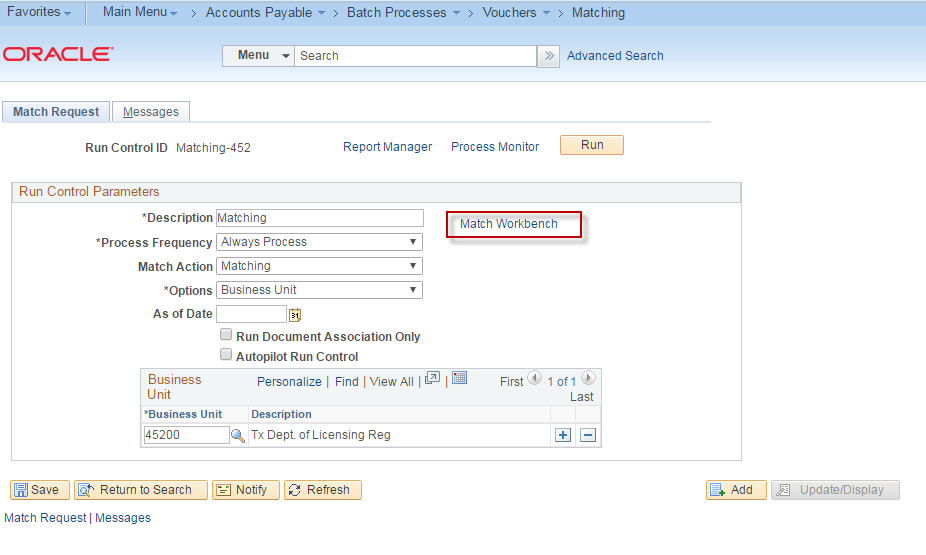 Favorites Main Menu > Accounts Payable > Batch Processes > Vouchers > Matching
ORACLE
Menu Search Advanced Search
Match Request Messages
Run Control ID Matching-452 Report Manager Process Monitor Run
Run Control Parameters
*Description Matching Match Workbench
*Process Frequency Always Process
Match Action Matching
*Options Business Unit
As of Date 31
Run Document Association Only
Autopilot Run Control
Business Unit Personalize | Find | View All | | First 1 of 1 Last
*Business Unit Description
45200 Tx Dept. of Licensing Reg
Save Return to Search Notify Refresh Add Update/Display
Match Request | Messages